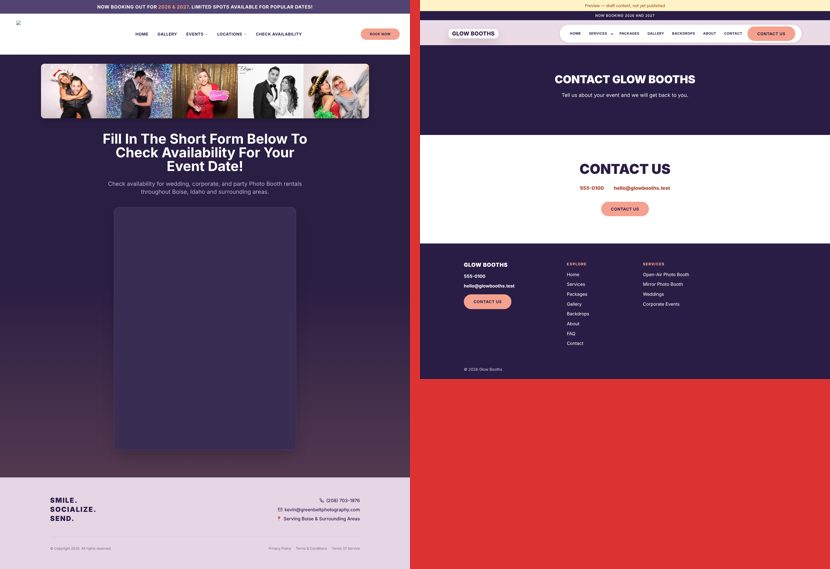 NOW BOOKING OUT FOR 2026 & 2027. LIMITED SPOTS AVAILABLE FOR POPULAR DATES!
HOME GALLERY EVENTS LOCATIONS CHECK AVAILABILITY
BOOK NOW
Fill In The Short Form Below To
Check Availability For Your
Event Date!
Check availability for wedding, corporate, and party Photo Booth rentals
throughout Boise, Idaho and surrounding areas.
SMILE.
SOCIALIZE.
SEND.
(208) 703-1976
kevin@greenbeltphotography.com
Serving Boise & Surrounding Areas
© Copyright 2026. All rights reserved.
Privacy Policy Terms & Conditions Terms Of Service
Preview — draft content, not yet published
NOW BOOKING 2026 AND 2027
GLOW BOOTHS
HOME SERVICES PACKAGES GALLERY BACKDROPS ABOUT CONTACT
CONTACT US
CONTACT GLOW BOOTHS
Tell us about your event and we will get back to you.
CONTACT US
555-0100 hello@glowbooths.test
CONTACT US
GLOW BOOTHS
555-0100
hello@glowbooths.test
CONTACT US
EXPLORE
Home
Services
Packages
Gallery
Backdrops
About
FAQ
Contact
SERVICES
Open-Air Photo Booth
Mirror Photo Booth
Weddings
Corporate Events
© 2026 Glow Booths